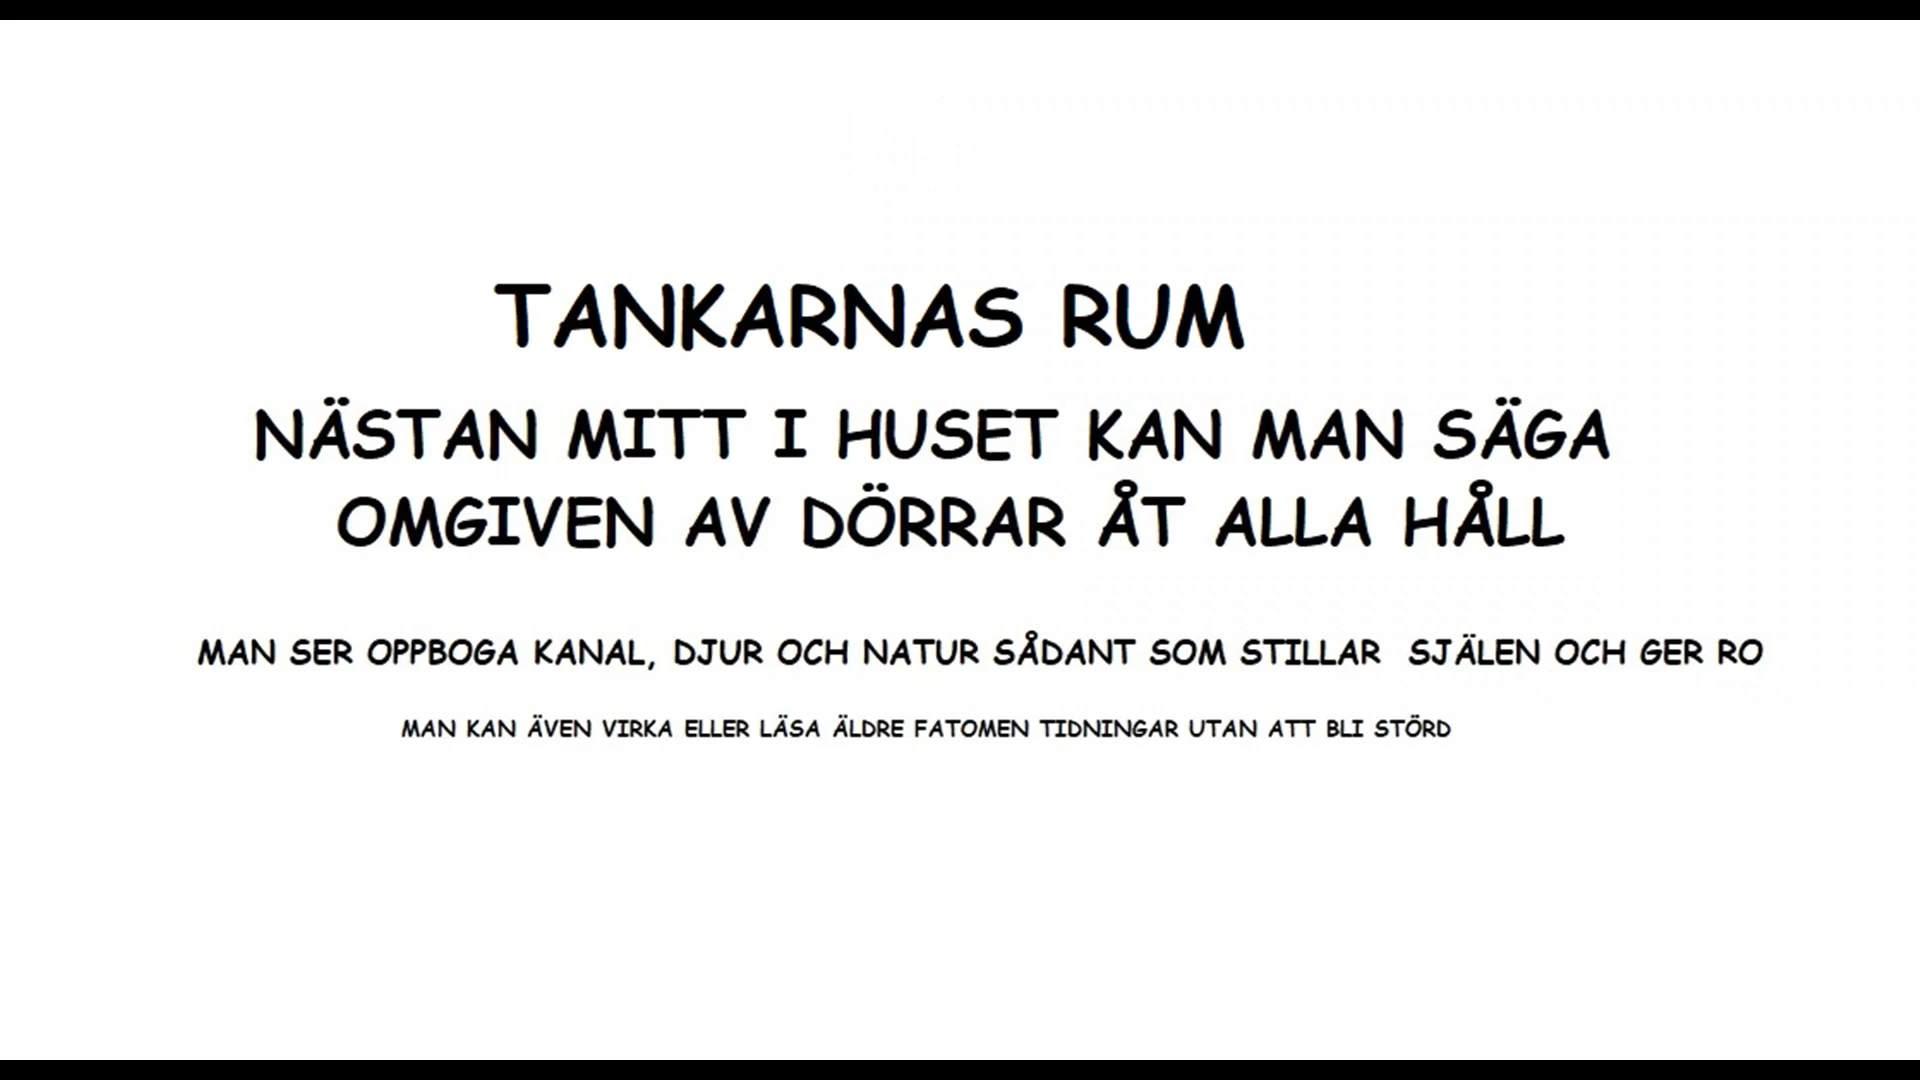 TANKARNAS RUM
NÄSTAN MITT I HUSET KAN MAN SÄGA
OMGIVEN AV DÖRRAR ÅT ALLA HÅLL
MAN SER OPPBOGA KANAL, DJUR OCH NATUR SÅDANT SOM STILLAR SJÄLEN OCH GER RO
MAN KAN ÄVEN VIRKA ELLER LÄSA ÄLDRE FATOMEN TIDNINGAR UTAN ATT BLI STÖRD